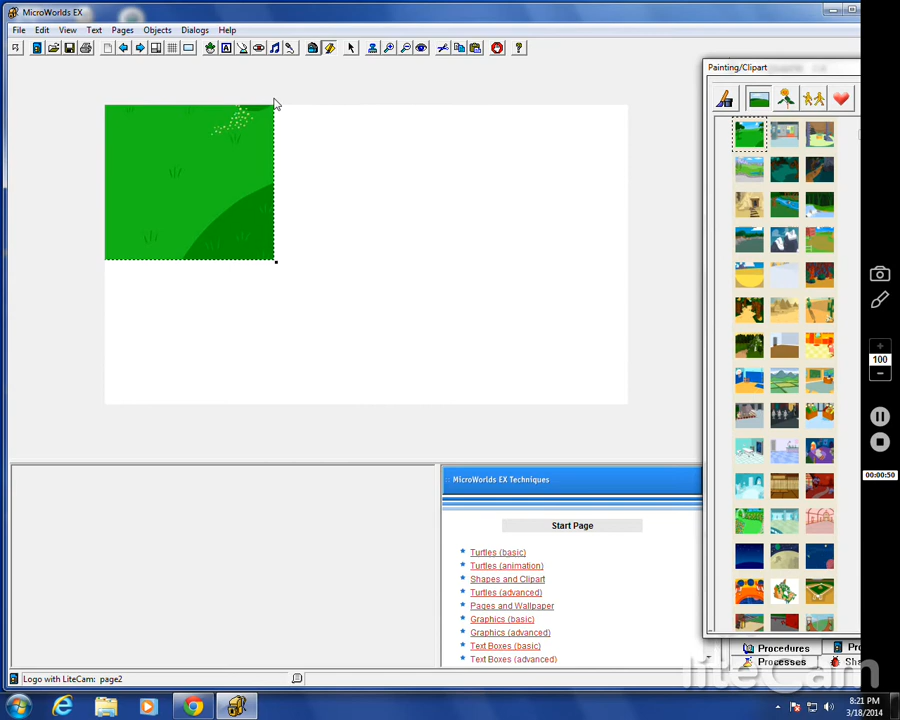 MicroWorlds EX
File Edit View Text Pages Objects Dialogs Help
Painting/Clipart
100
00:00:50
MicroWorlds EX Techniques
Start Page
Turtles (basic)
Turtles (animation)
Shapes and Clipart
Turtles (advanced)
Pages and Wallpaper
Graphics (basic)
Graphics (advanced)
Text Boxes (basic)
Text Boxes (advanced)
Procedures
Processes
liteCam
Logo with LiteCam: page2
8:21 PM
3/18/2014